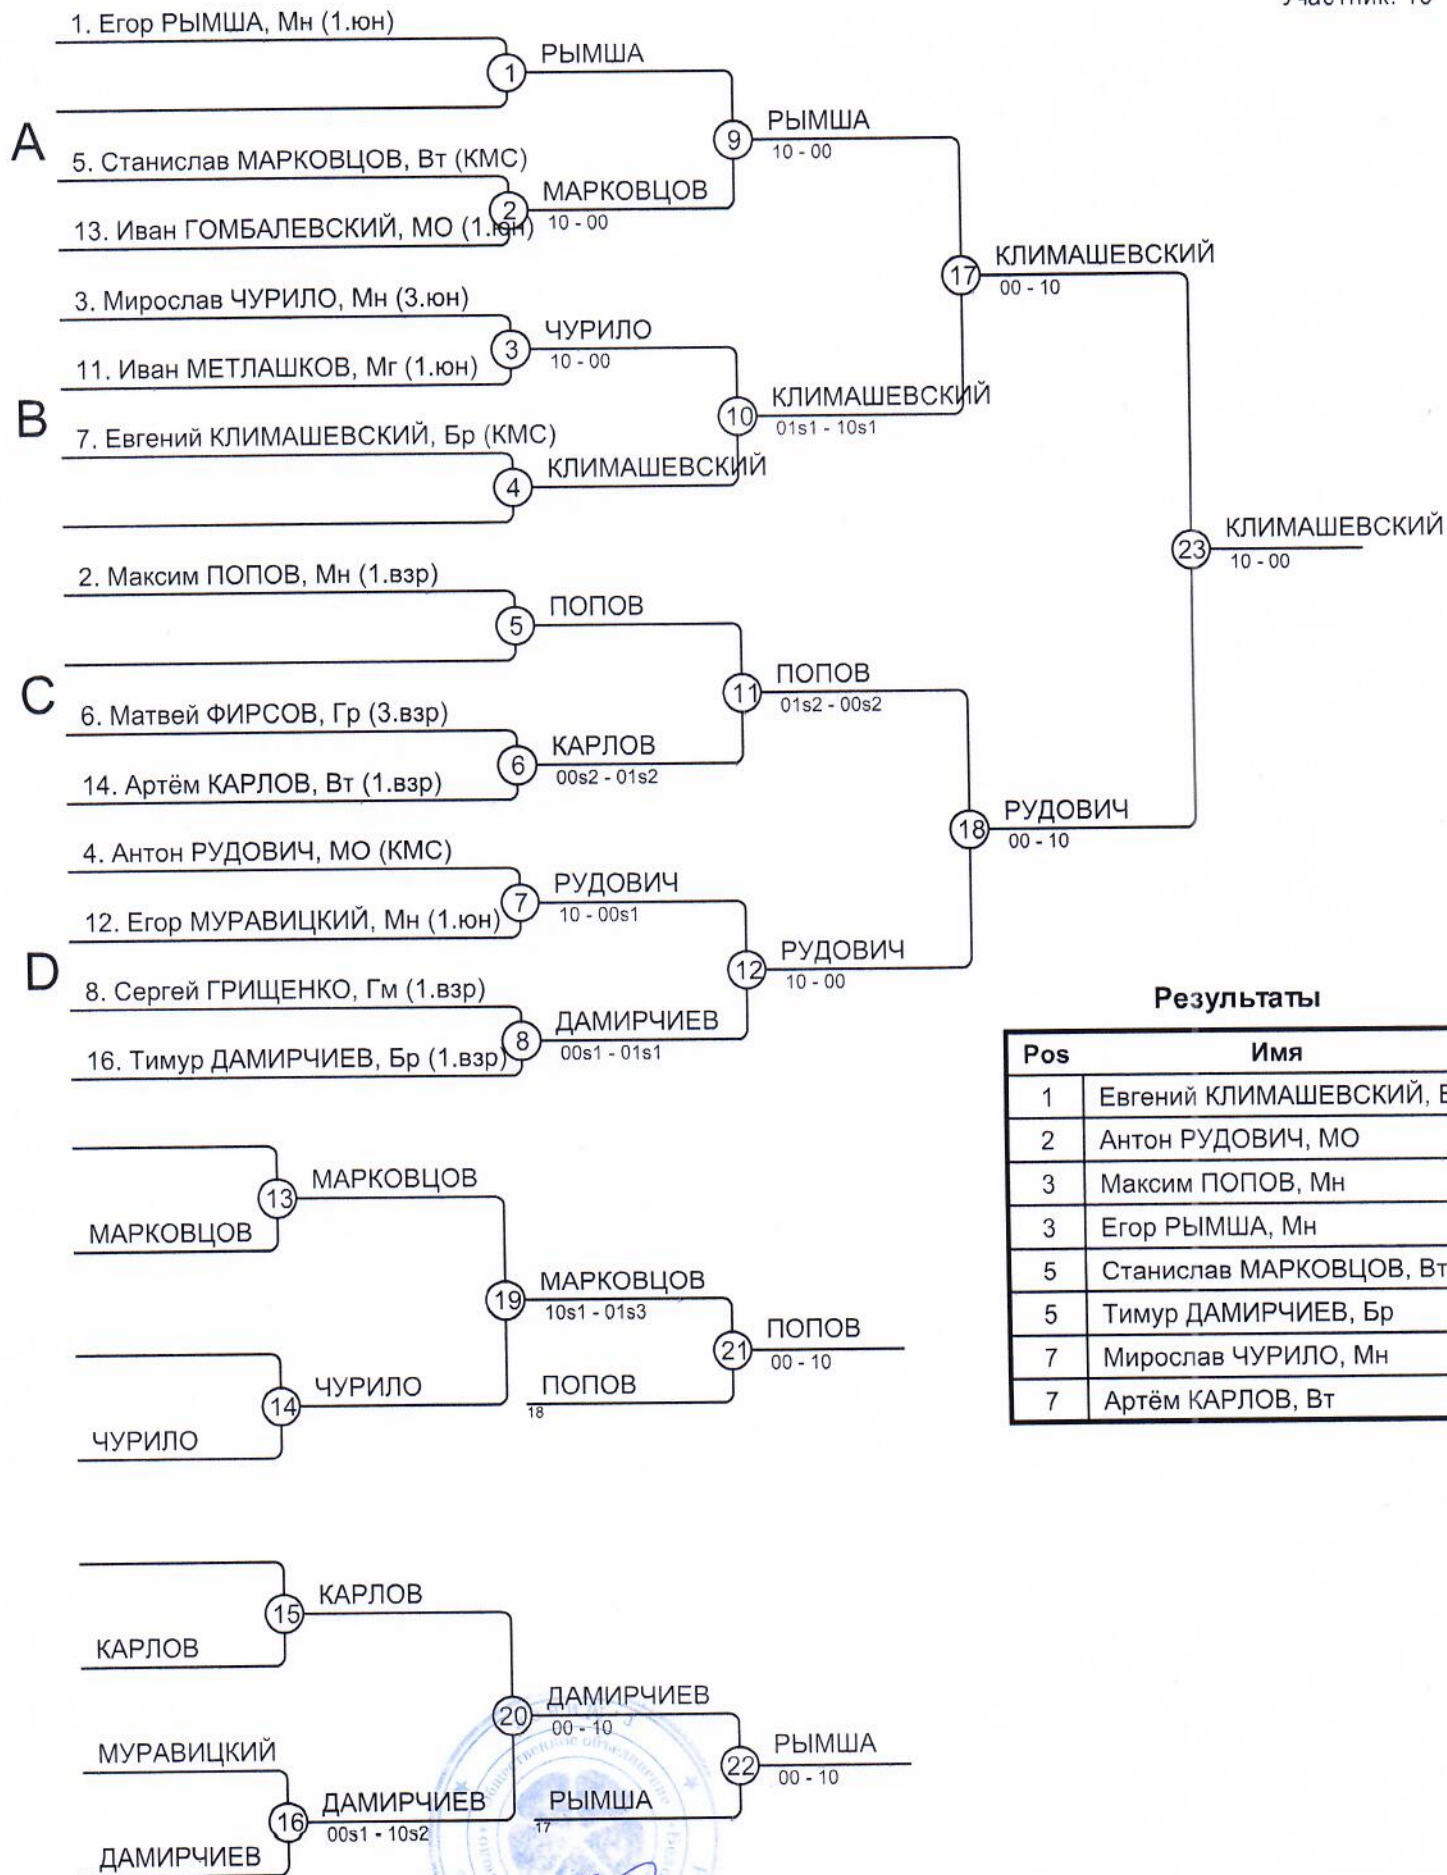 1. Егор РЫМША, Мн (1.юн)
1
РЫМША
A
9
РЫМША
10 - 00
5. Станислав МАРКОВЦОВ, Вт (КМС)
2
МАРКОВЦОВ
10 - 00
13. Иван ГОМБАЛЕВСКИЙ, МО (1.юн)
17
КЛИМАШЕВСКИЙ
00 - 10
3. Мирослав ЧУРИЛО, Мн (3.юн)
3
ЧУРИЛО
10 - 00
11. Иван МЕТЛАШКОВ, Мг (1.юн)
B
10
КЛИМАШЕВСКИЙ
01s1 - 10s1
7. Евгений КЛИМАШЕВСКИЙ, Бр (КМС)
4
КЛИМАШЕВСКИЙ
23
КЛИМАШЕВСКИЙ
10 - 00
2. Максим ПОПОВ, Мн (1.взр)
5
ПОПОВ
C
11
ПОПОВ
01s2 - 00s2
6. Матвей ФИРСОВ, Гр (3.взр)
6
КАРЛОВ
00s2 - 01s2
14. Артём КАРЛОВ, Вт (1.взр)
18
РУДОВИЧ
00 - 10
4. Антон РУДОВИЧ, МО (КМС)
7
РУДОВИЧ
10 - 00s1
12. Егор МУРАВИЦКИЙ, Мн (1.юн)
D
12
РУДОВИЧ
10 - 00
8. Сергей ГРИЩЕНКО, Гм (1.взр)
8
ДАМИРЧИЕВ
00s1 - 01s1
16. Тимур ДАМИРЧИЕВ, Бр (1.взр)
Результаты
Pos Имя
1 Евгений КЛИМАШЕВСКИЙ,
2 Антон РУДОВИЧ, МО
3 Максим ПОПОВ, Мн
3 Егор РЫМША, Мн
5 Станислав МАРКОВЦОВ, Вт
5 Тимур ДАМИРЧИЕВ, Бр
7 Мирослав ЧУРИЛО, Мн
7 Артём КАРЛОВ, Вт
13
МАРКОВЦОВ
МАРКОВЦОВ
19
МАРКОВЦОВ
10s1 - 01s3
21
ПОПОВ
00 - 10
14
ЧУРИЛО
ПОПОВ
18
ЧУРИЛО
15
КАРЛОВ
КАРЛОВ
20
ДАМИРЧИЕВ
00 - 10
МУРАВИЦКИЙ
22
РЫМША
00 - 10
16
ДАМИРЧИЕВ
00s1 - 10s2
РЫМША
17
ДАМИРЧИЕВ